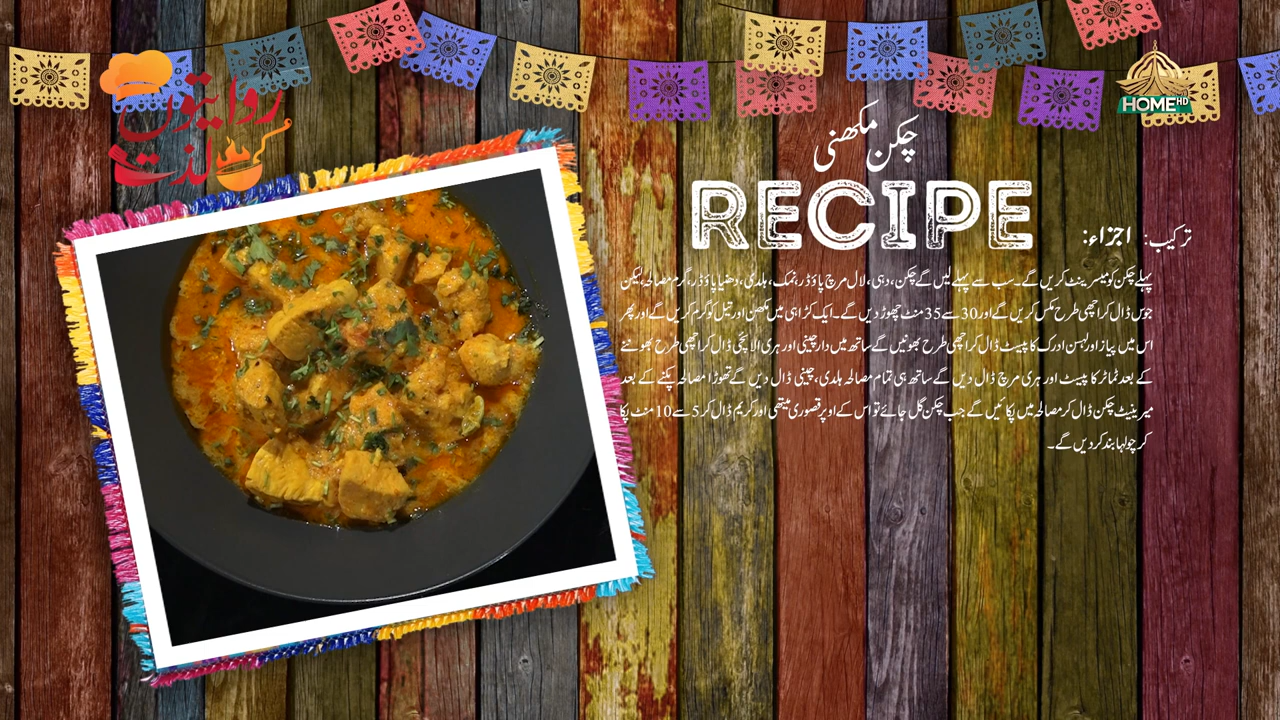 روایتوں
کی لذت
HOME HD
چکن مکھنی
RECIPE
ترکیب: اجزاء:
پہلے چکن کو میرینٹ کریں گے۔ سب سے پہلے لیں گے چکن، دہی، لال مرچ پاؤڈر، نمک، ہلدی، دھنیا پاؤڈر، گرم مصالحہ، لیکن
جوس ڈال کر اچھی طرح مکس کریں گے اور 30 سے 35 منٹ چھوڑ دیں گے۔ ایک کڑاہی میں مکھن اور تیل کو گرم کریں گے اور پھر
اس میں پیاز اور لہسن ادرک کا پیسٹ ڈال کر اچھی طرح بھونیں گے ساتھ میں دار چینی اور ہری الائچی ڈال کر اچھی طرح بھوننے
کے بعد ٹماٹر کا پیسٹ اور ہری مرچ ڈال دیں گے ساتھ ہی تمام مصالحہ ہلدی، چینی ڈال دیں گے تھوڑا مصالحہ پکنے کے بعد
میرینیٹ چکن ڈال کر مصالحہ میں پکائیں گے جب چکن گل جائے تو اس کے اوپر قصوری میتھی اور کریم ڈال کر 5 سے 10 منٹ پکا
کر چولہا بند کر دیں گے۔